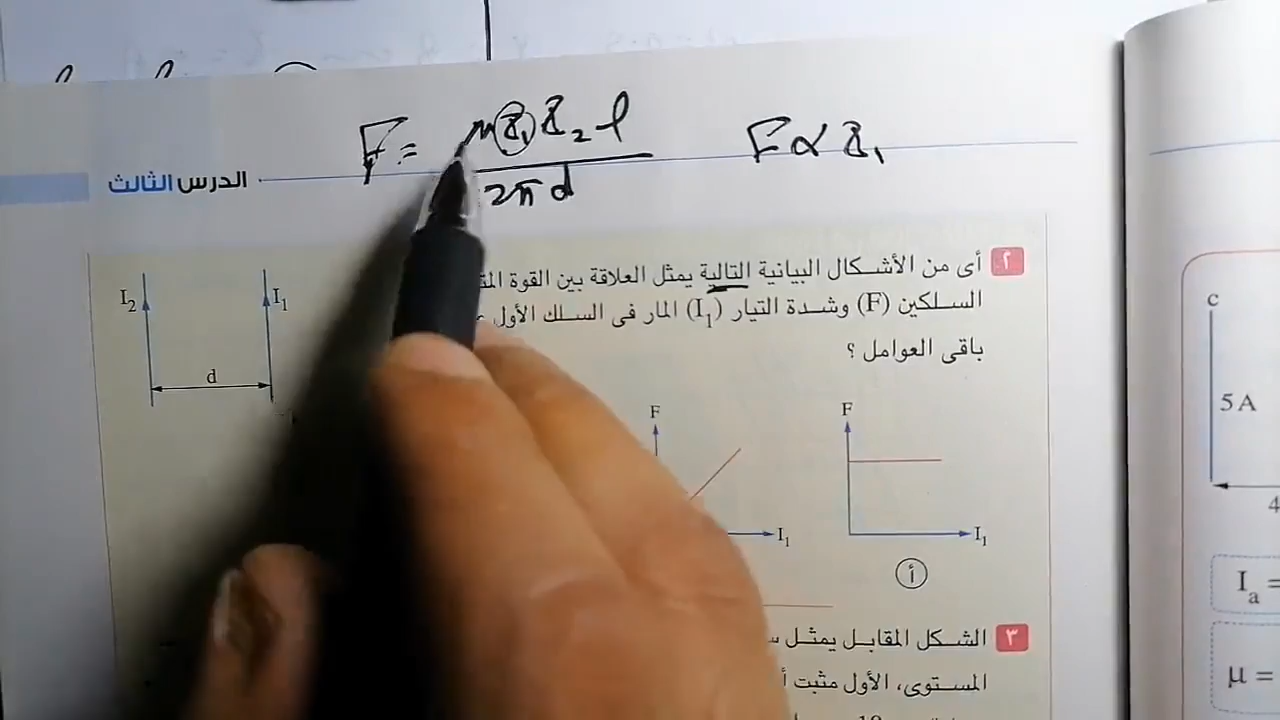 F = μ I₁ I₂ l / 2π d
F ∝ I₁
الدرس الثالث
٢ أى من الأشكال البيانية التالية يمثل العلاقة بين القوة
السلكين (F) وشدة التيار (I₁) المار فى السلك الأول
باقى العوامل ؟
I₂ I₁
d
F F
I₁ I₁
أ
٣ الشكل المقابل يمثل
المستوى، الأول مثبت
c
5 A
4
Iₐ =
μ =